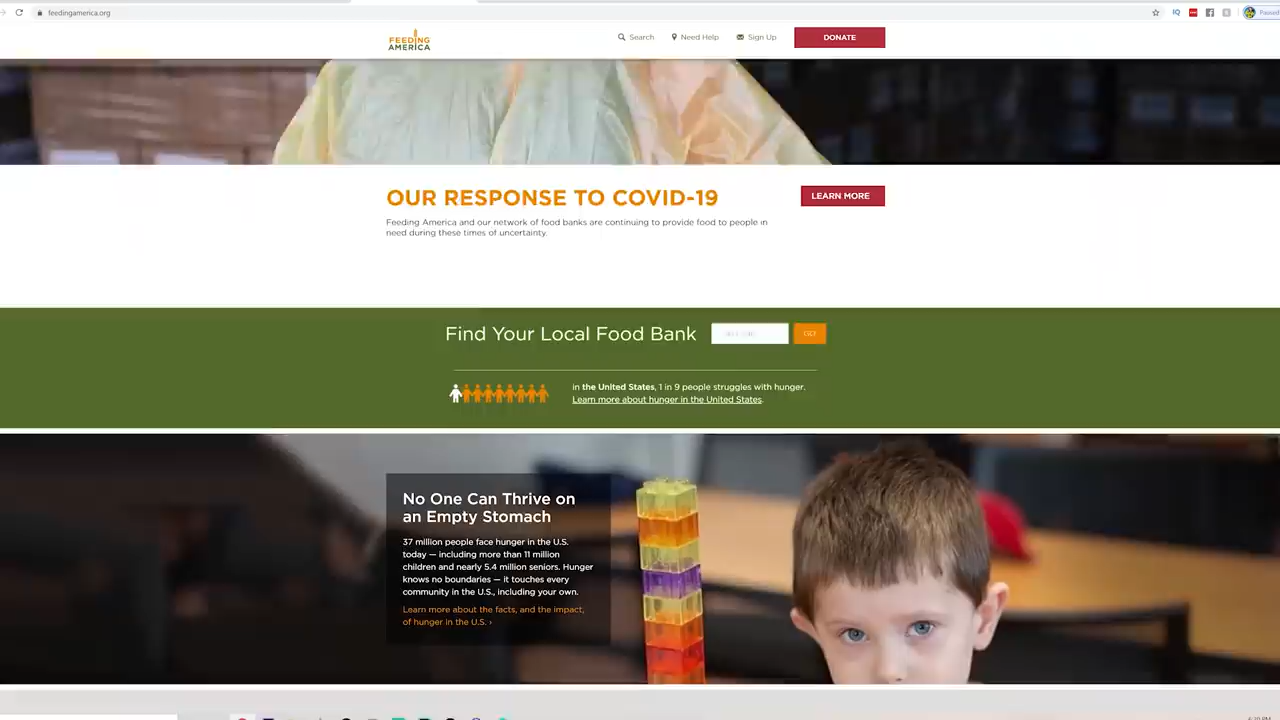 feedingamerica.org
Paused
FEEDING
AMERICA
Search
Need Help
Sign Up
DONATE
OUR RESPONSE TO COVID-19
LEARN MORE
Feeding America and our network of food banks are continuing to provide food to people in
need during these times of uncertainty.
Find Your Local Food Bank
GO
in the United States, 1 in 9 people struggles with hunger.
Learn more about hunger in the United States.
No One Can Thrive on
an Empty Stomach
37 million people face hunger in the U.S.
today — including more than 11 million
children and nearly 5.4 million seniors. Hunger
knows no boundaries — it touches every
community in the U.S., including your own.
Learn more about the facts, and the impact,
of hunger in the U.S. ›